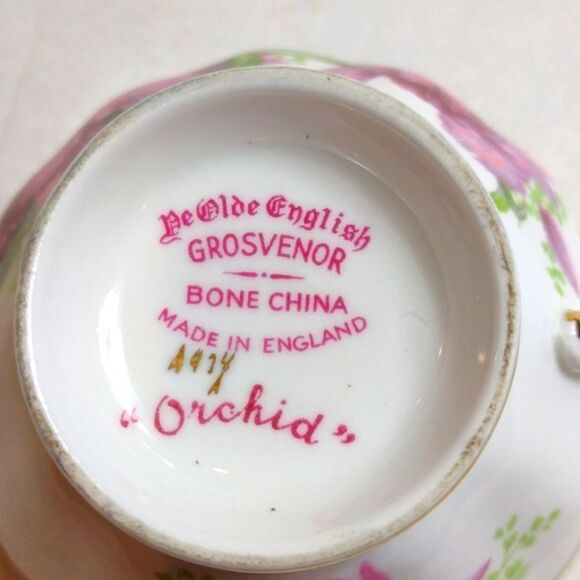 Ye Olde English
GROSVENOR
BONE CHINA
MADE IN ENGLAND
"Orchid"